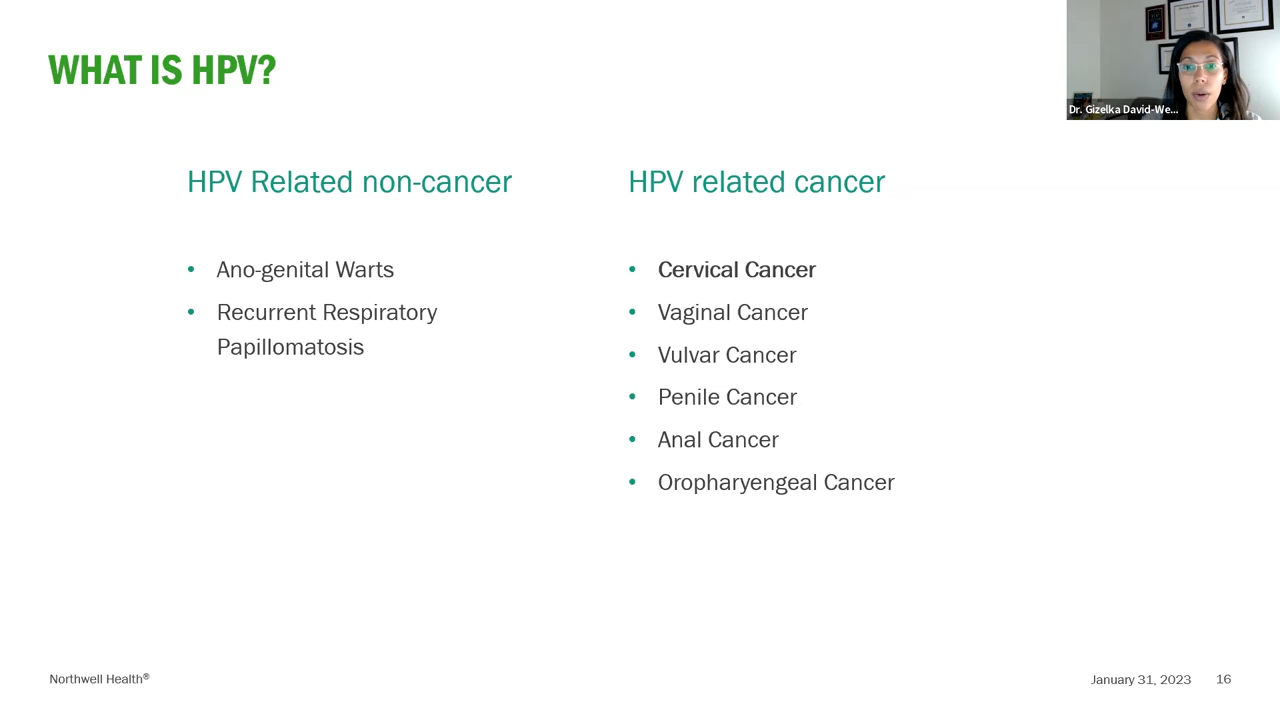 WHAT IS HPV?
Dr. Gizelka David-We...
HPV Related non-cancer
• Ano-genital Warts
• Recurrent Respiratory
Papillomatosis
HPV related cancer
• Cervical Cancer
• Vaginal Cancer
• Vulvar Cancer
• Penile Cancer
• Anal Cancer
• Oropharyengeal Cancer
Northwell Health®
January 31, 2023
16